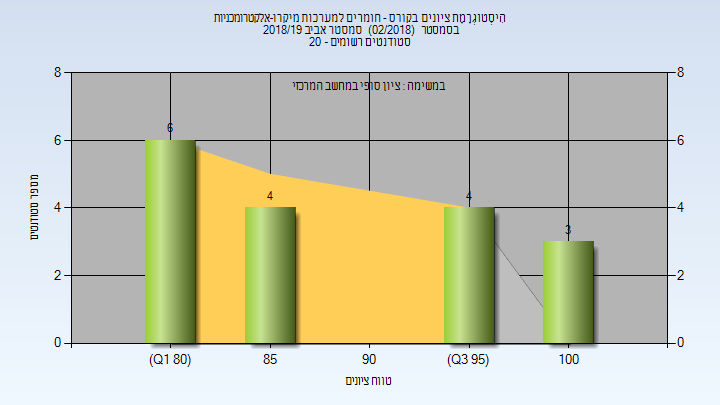 היסטוגרמת ציונים בקורס - חומרים למערכות מיקרו-אלקטרומכניות
בסמסטר (02/2018) סמסטר אביב 2018/19
סטודנטים רשומים - 20
במשימה : ציון סופי במחשב המרכזי
8 8
6 6
4 4
2 2
0 0
6 4 4 3
מספר סטודנטים
(Q1 80) 85 90 (Q3 95) 100
טווח ציונים